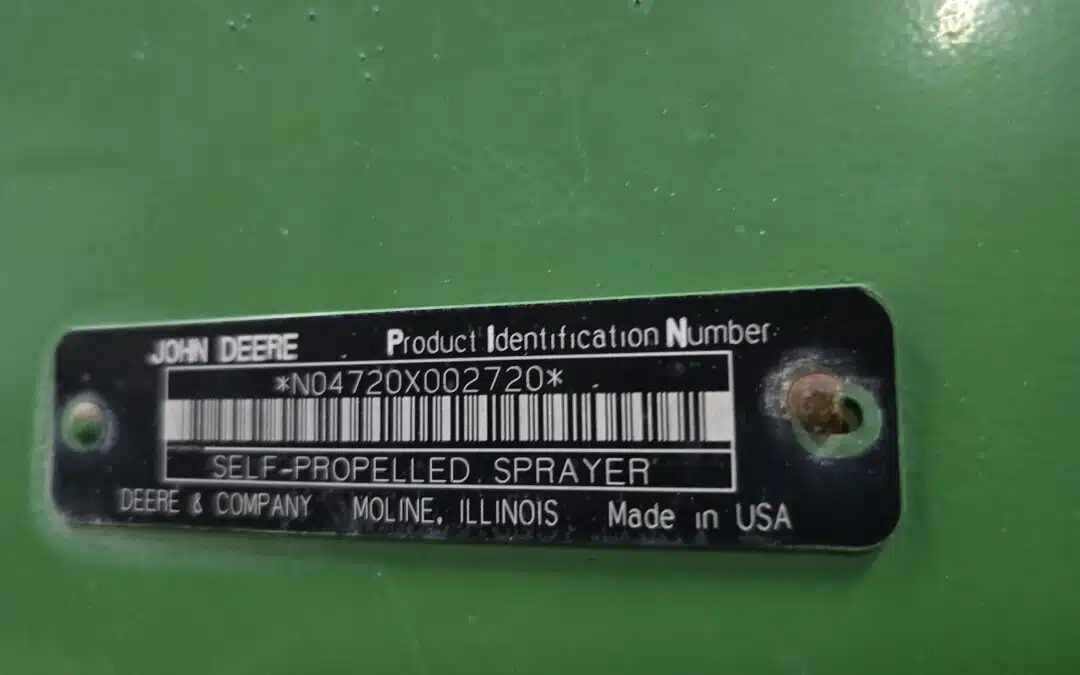 JOHN DEERE Product Identification Number
*N04720X002720*
SELF-PROPELLED SPRAYER
DEERE & COMPANY MOLINE, ILLINOIS Made in USA